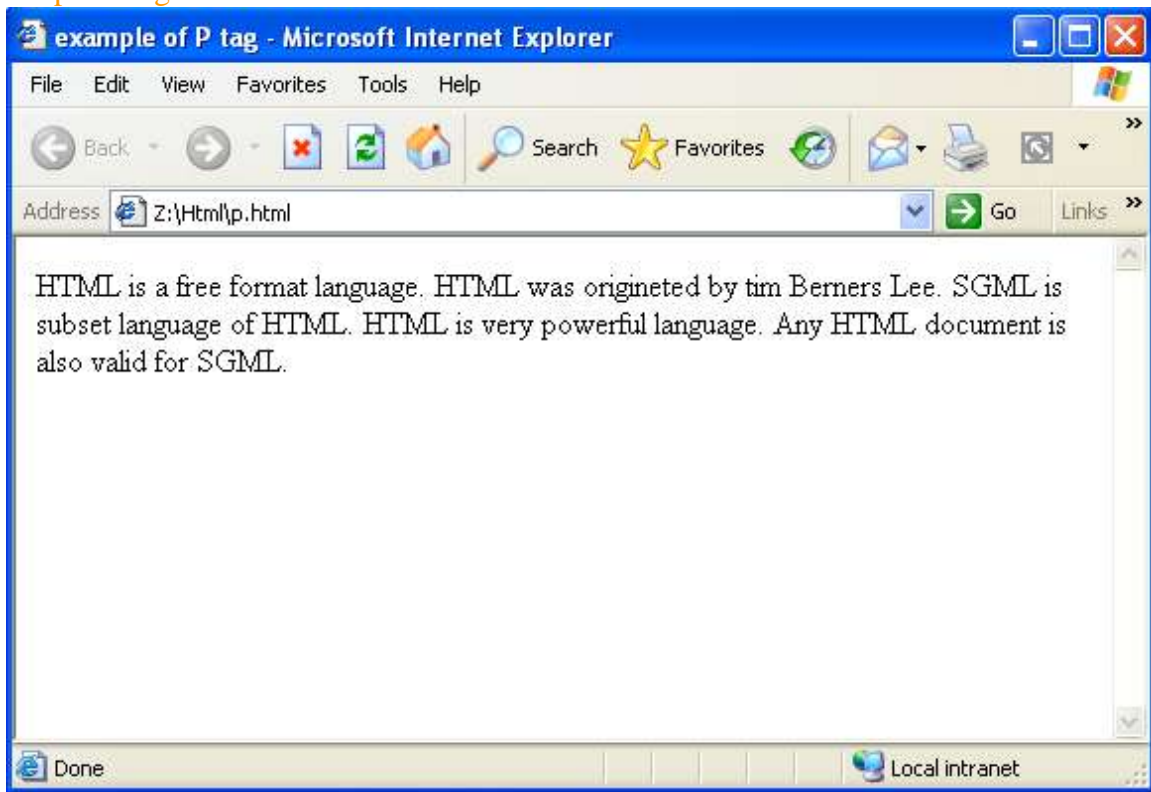 example of P tag - Microsoft Internet Explorer
File Edit View Favorites Tools Help
Back Search Favorites »
Address Z:\Html\p.html Go Links »
HTML is a free format language. HTML was origineted by tim Berners Lee. SGML is
subset language of HTML. HTML is very powerful language. Any HTML document is
also valid for SGML.
Done Local intranet